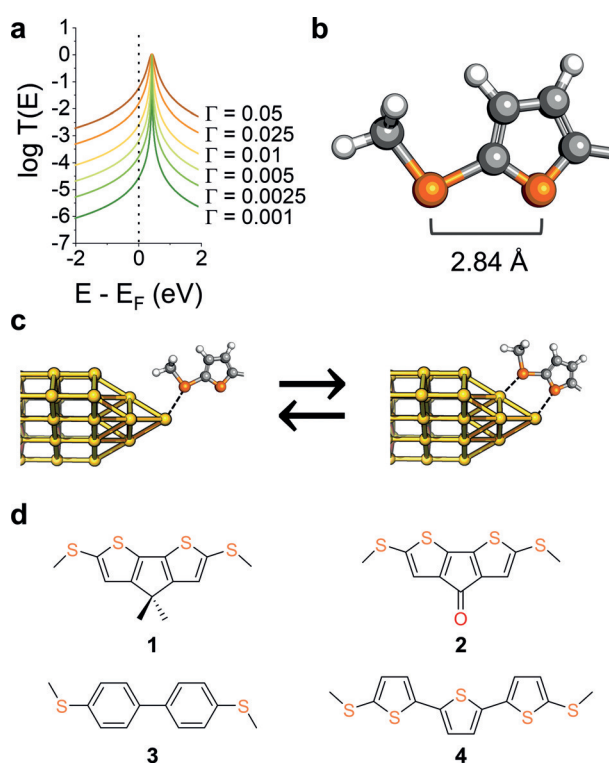 a
b
log T(E)
1
0
-1
-2
-3
-4
-5
-6
-7
-2
0
2
E - E_F (eV)
Γ = 0.05
Γ = 0.025
Γ = 0.01
Γ = 0.005
Γ = 0.0025
Γ = 0.001
2.84 Å
c
d
S S S S
1
S S S S
O
2
S S
3
S S S S S
4